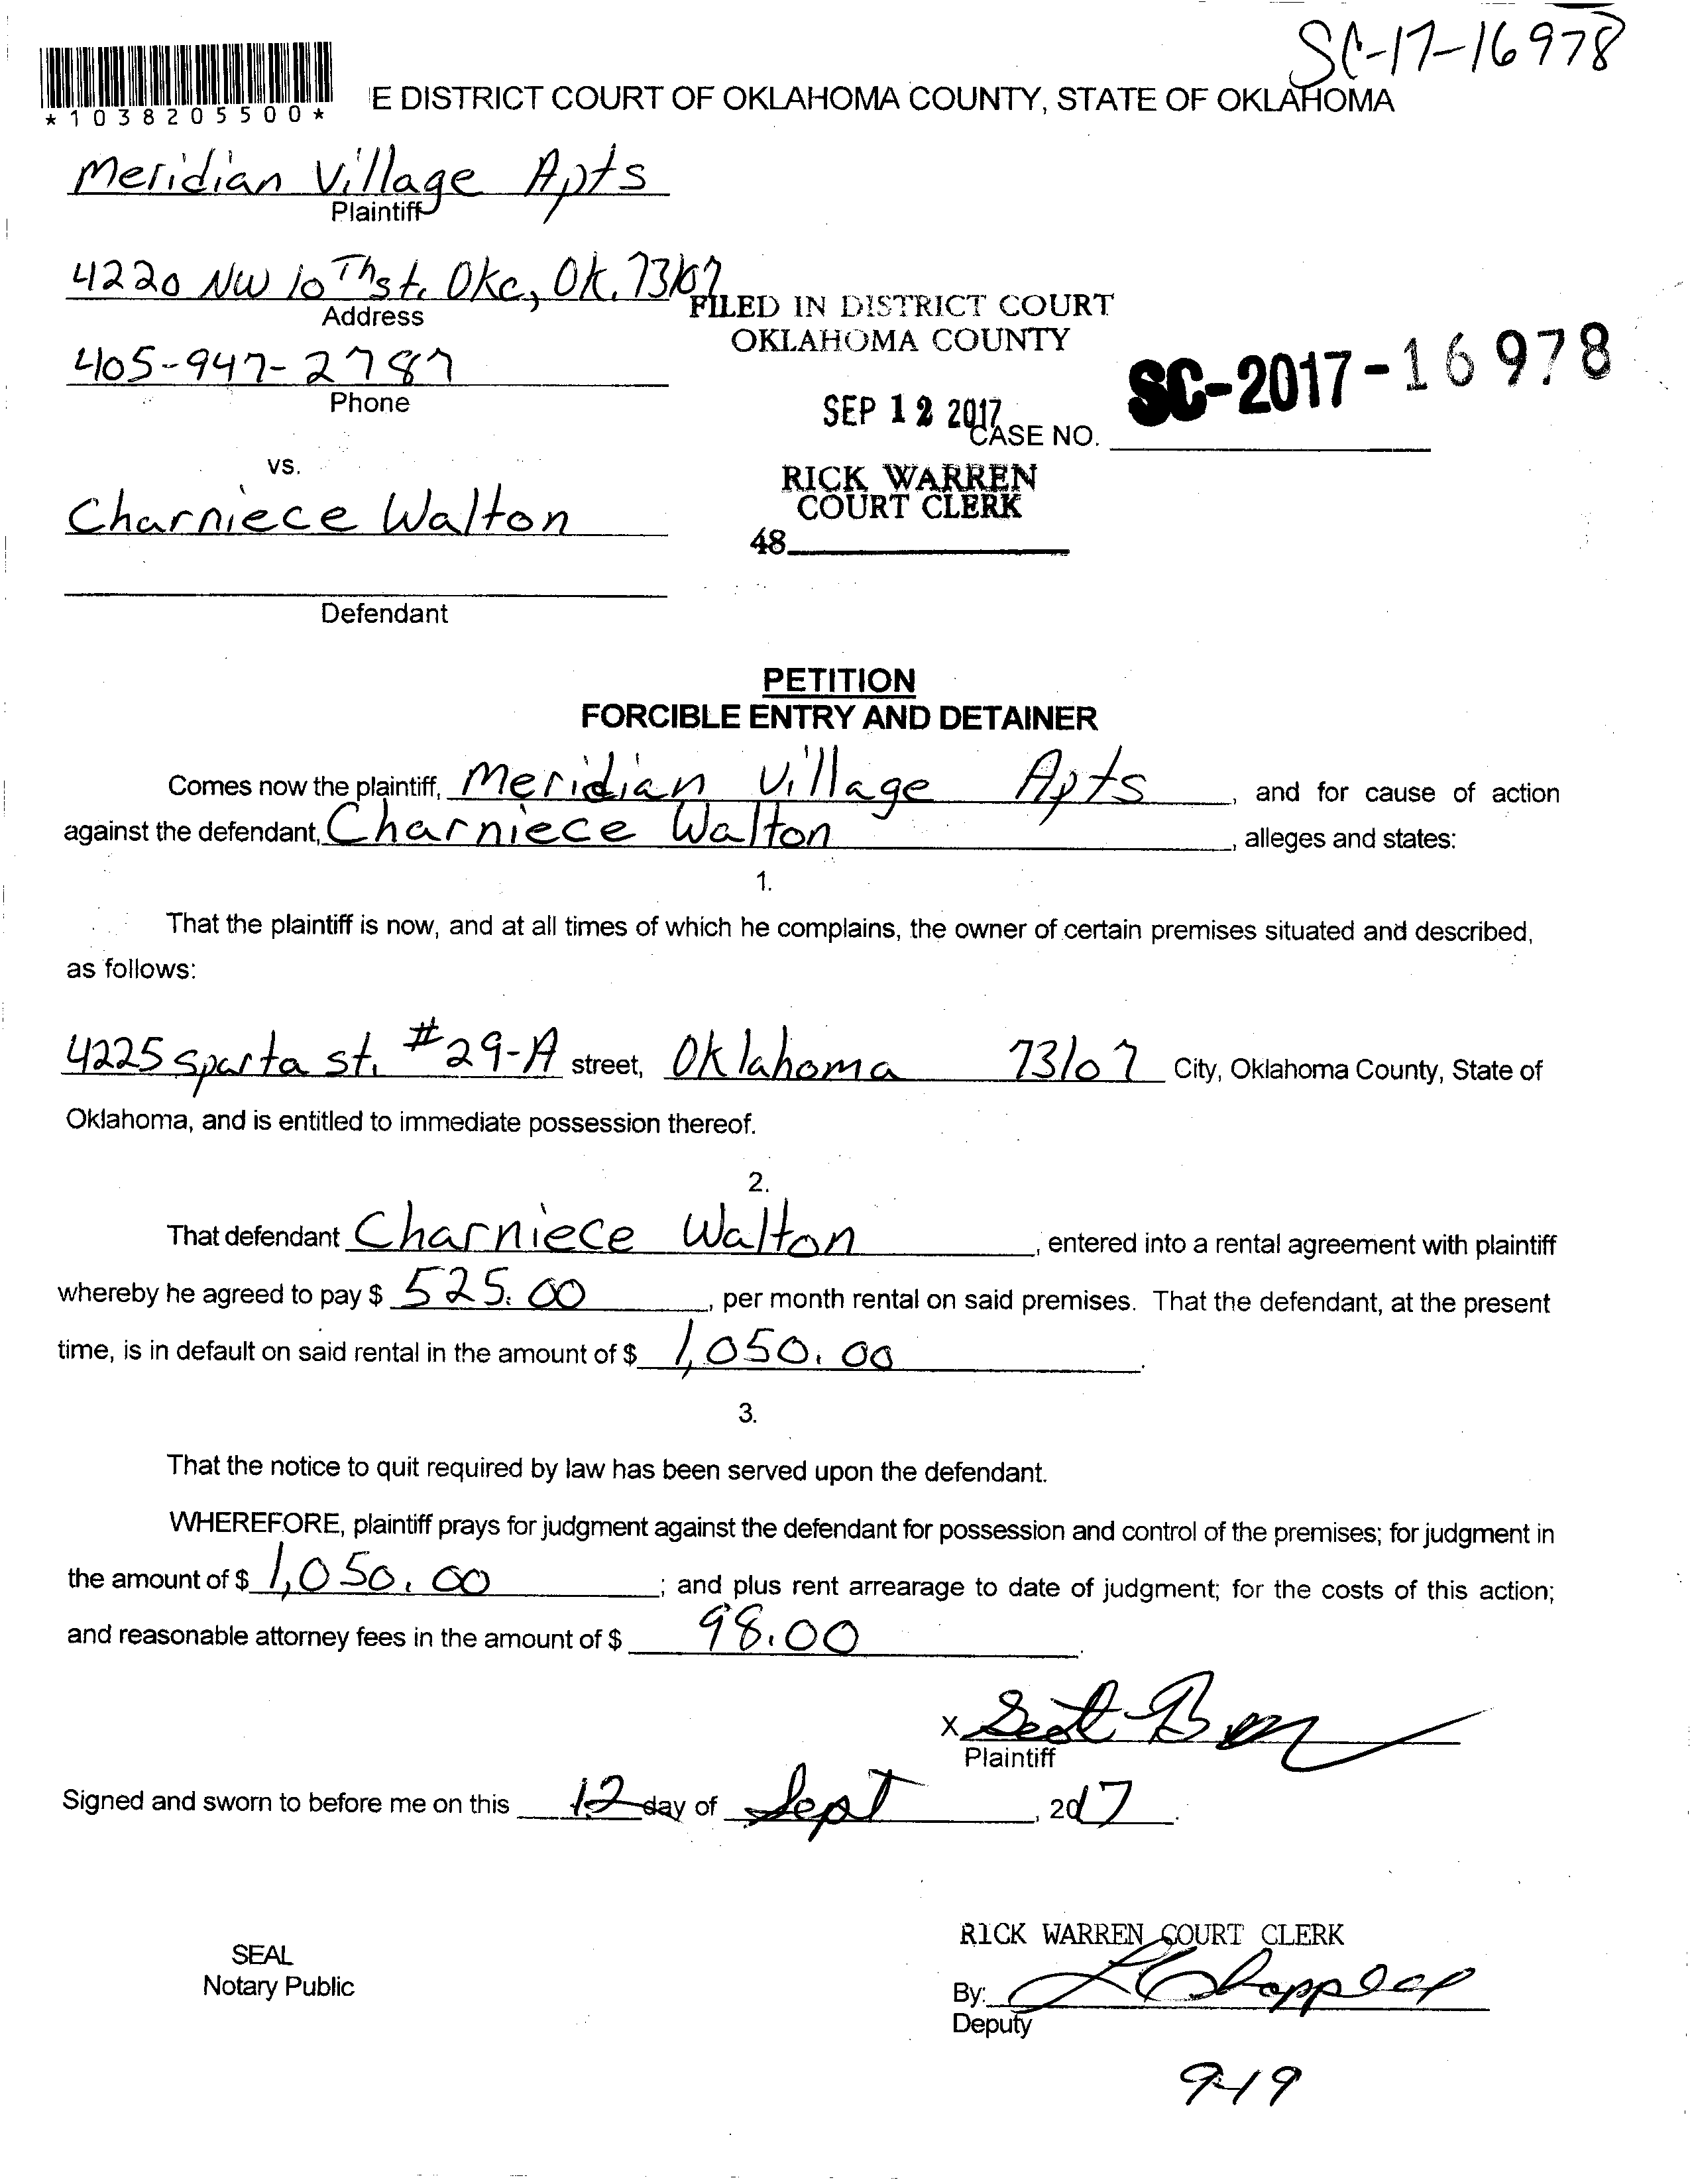 SC-17-16978
*1038205500*
E DISTRICT COURT OF OKLAHOMA COUNTY, STATE OF OKLAHOMA
Meridian Village Apts
Plaintiff
4220 NW 10Th st. Okc, Ok. 73107
Address
FILED IN DISTRICT COURT
OKLAHOMA COUNTY
405-947-2787
Phone
SC-2017-16978
SEP 12 2017
CASE NO.
vs.
RICK WARREN
COURT CLERK
Charniece Walton
48
Defendant
PETITION
FORCIBLE ENTRY AND DETAINER
Comes now the plaintiff, Meridian Village Apts, and for cause of action
against the defendant, Charniece Walton, alleges and states:
1.
That the plaintiff is now, and at all times of which he complains, the owner of certain premises situated and described,
as follows:
4225 Sparta st. #29-A street, Oklahoma 73107 City, Oklahoma County, State of
Oklahoma, and is entitled to immediate possession thereof.
2.
That defendant Charniece Walton, entered into a rental agreement with plaintiff
whereby he agreed to pay $ 525.00, per month rental on said premises. That the defendant, at the present
time, is in default on said rental in the amount of $ 1,050.00.
3.
That the notice to quit required by law has been served upon the defendant.
WHEREFORE, plaintiff prays for judgment against the defendant for possession and control of the premises; for judgment in
the amount of $ 1,050.00; and plus rent arrearage to date of judgment; for the costs of this action;
and reasonable attorney fees in the amount of $ 98.00.
X
Plaintiff
Signed and sworn to before me on this 12 day of Sept, 2017.
RICK WARREN COURT CLERK
SEAL
Notary Public
By:
Deputy
9-19